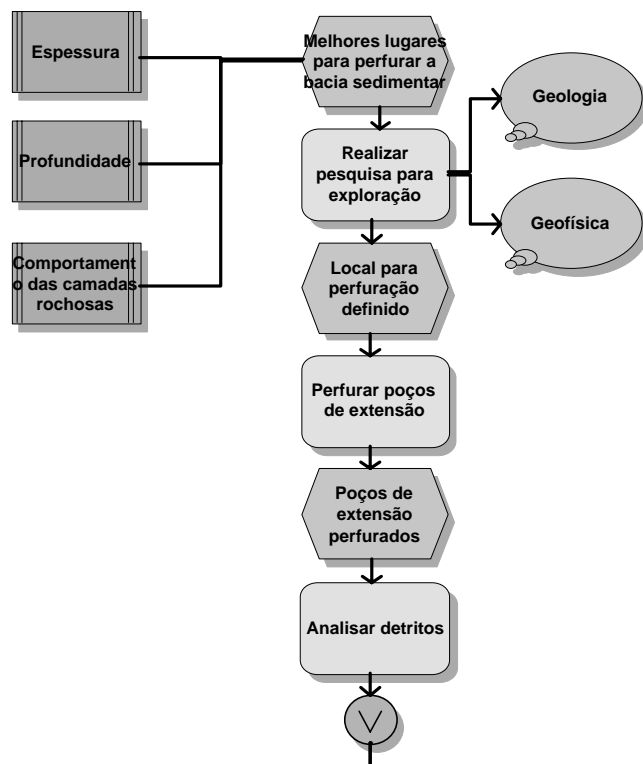 Espessura
Melhores lugares
para perfurar a
bacia sedimentar
Geologia
Profundidade
Realizar
pesquisa para
exploração
Geofísica
Comportament
o das camadas
rochosas
Local para
perfuração
definido
Perfurar poços
de extensão
Poços de
extensão
perfurados
Analisar detritos
V